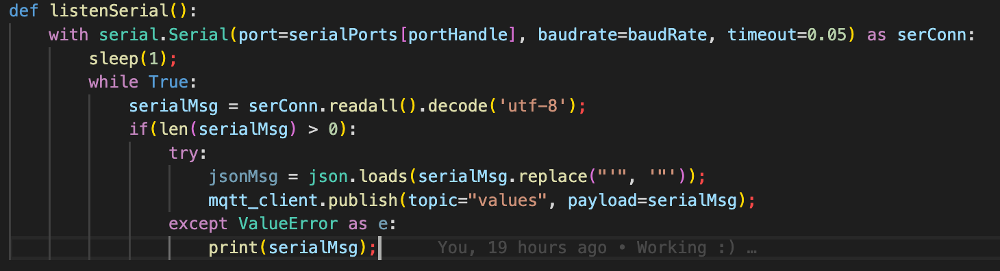 def listenSerial():
    with serial.Serial(port=serialPorts[portHandle], baudrate=baudRate, timeout=0.05) as serConn:
        sleep(1);
        while True:
            serialMsg = serConn.readall().decode('utf-8');
            if(len(serialMsg) > 0):
                try:
                    jsonMsg = json.loads(serialMsg.replace("'", '"'));
                    mqtt_client.publish(topic="values", payload=serialMsg);
                except ValueError as e:
                    print(serialMsg);     You, 19 hours ago • Working :) …